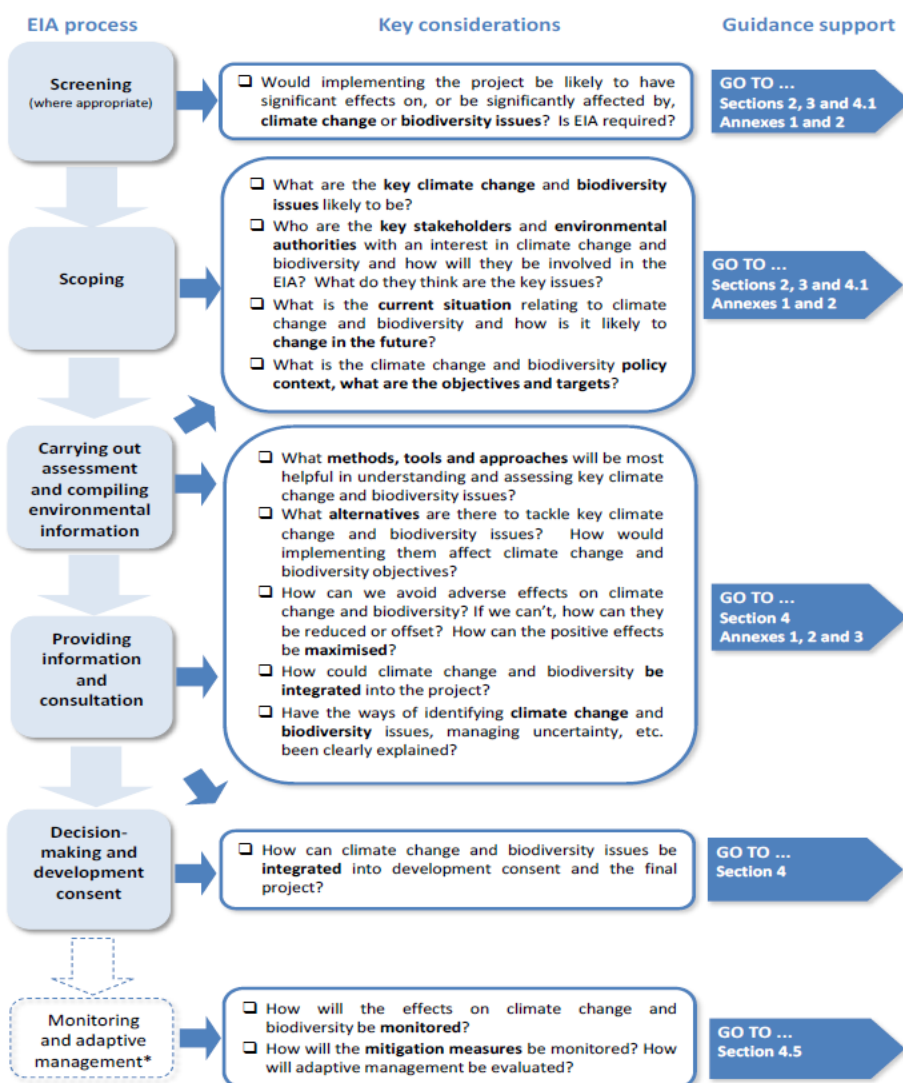 EIA process
Key considerations
Guidance support
Screening
(where appropriate)
❑ Would implementing the project be likely to have
significant effects on, or be significantly affected by,
climate change or biodiversity issues? Is EIA required?
GO TO ...
Sections 2, 3 and 4.1
Annexes 1 and 2
Scoping
❑ What are the key climate change and biodiversity
issues likely to be?
❑ Who are the key stakeholders and environmental
authorities with an interest in climate change and
biodiversity and how will they be involved in the
EIA? What do they think are the key issues?
❑ What is the current situation relating to climate
change and biodiversity and how is it likely to
change in the future?
❑ What is the climate change and biodiversity policy
context, what are the objectives and targets?
GO TO ...
Sections 2, 3 and 4.1
Annexes 1 and 2
Carrying out
assessment
and compiling
environmental
information
Providing
information
and
consultation
❑ What methods, tools and approaches will be most
helpful in understanding and assessing key climate
change and biodiversity issues?
❑ What alternatives are there to tackle key climate
change and biodiversity issues? How would
implementing them affect climate change and
biodiversity objectives?
❑ How can we avoid adverse effects on climate
change and biodiversity? If we can't, how can they
be reduced or offset? How can the positive effects
be maximised?
❑ How could climate change and biodiversity be
integrated into the project?
❑ Have the ways of identifying climate change and
biodiversity issues, managing uncertainty, etc.
been clearly explained?
GO TO ...
Section 4
Annexes 1, 2 and 3
Decision-
making and
development
consent
❑ How can climate change and biodiversity issues be
integrated into development consent and the final
project?
GO TO ...
Section 4
Monitoring
and adaptive
management*
❑ How will the effects on climate change and
biodiversity be monitored?
❑ How will the mitigation measures be monitored? How
will adaptive management be evaluated?
GO TO ...
Section 4.5